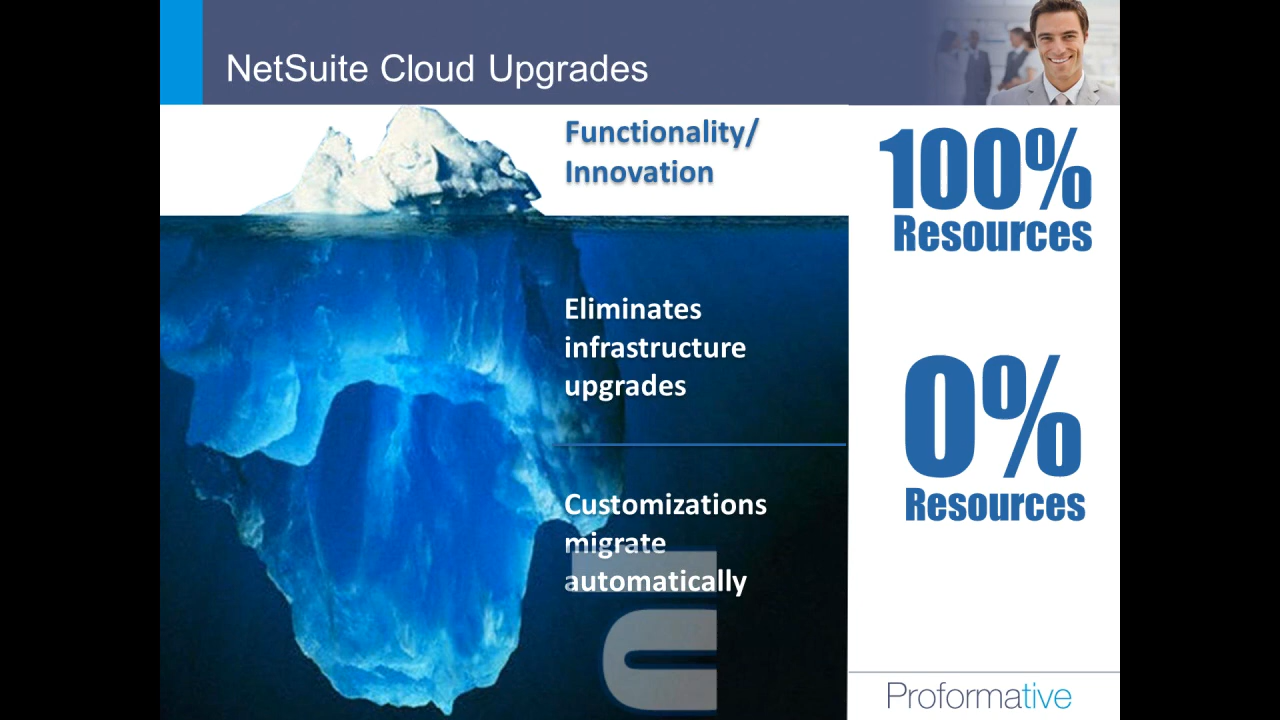 NetSuite Cloud Upgrades
Functionality/
Innovation
100%
Resources
Eliminates
infrastructure
upgrades
0%
Resources
Customizations
migrate
automatically
Proformative